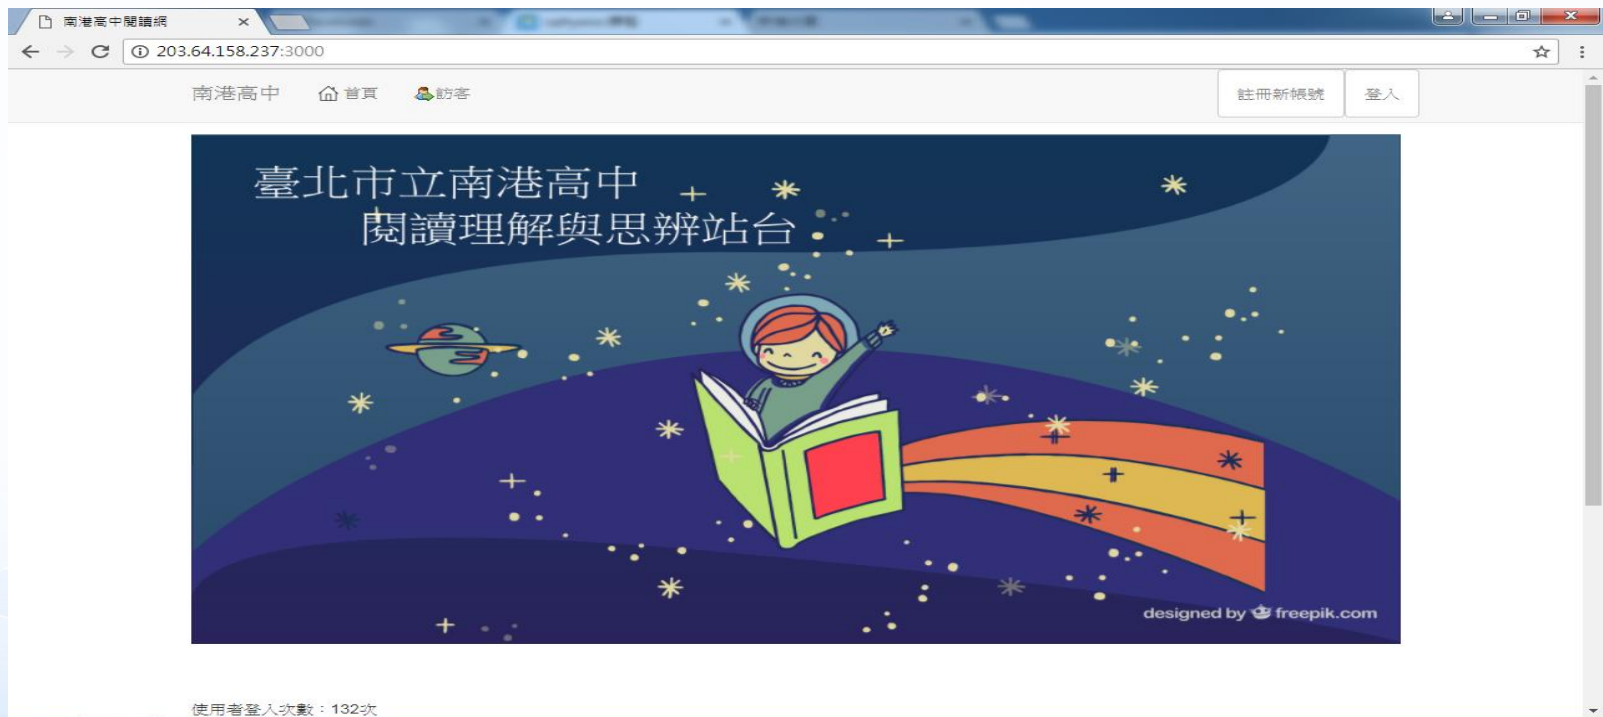 南港高中閱讀網
203.64.158.237:3000
南港高中 首頁 訪客 註冊新帳號 登入
臺北市立南港高中
閱讀理解與思辨站台
designed by freepik.com
使用者登入次數：132次